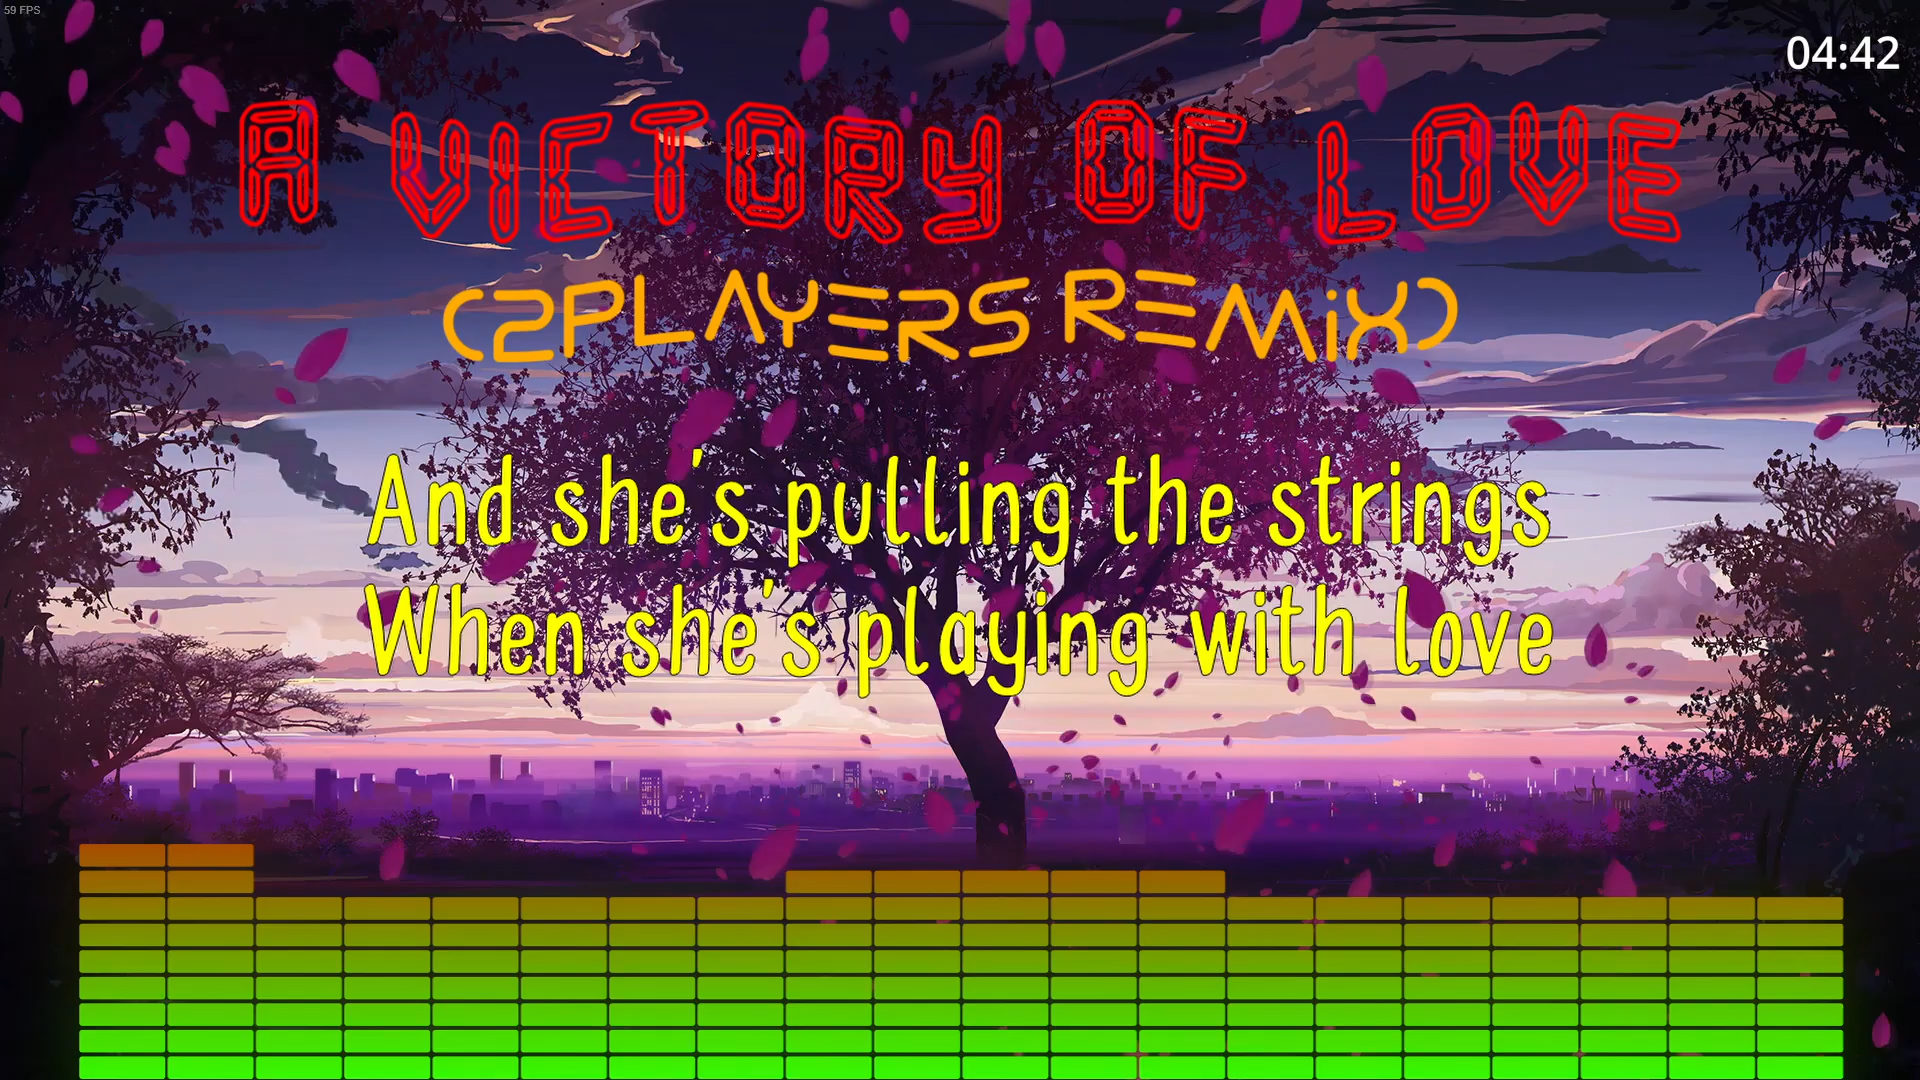 59 FPS
04:42
A VICTORY OF LOVE
(2PLAYERS REMiX)
And she's pulling the strings
When she's playing with love